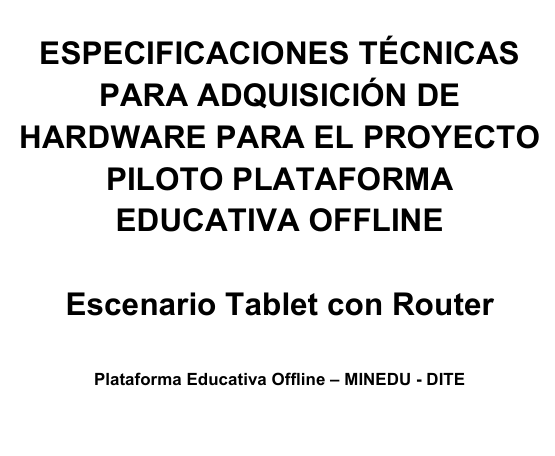 ESPECIFICACIONES TÉCNICAS
PARA ADQUISICIÓN DE
HARDWARE PARA EL PROYECTO
PILOTO PLATAFORMA
EDUCATIVA OFFLINE
Escenario Tablet con Router
Plataforma Educativa Offline – MINEDU - DITE